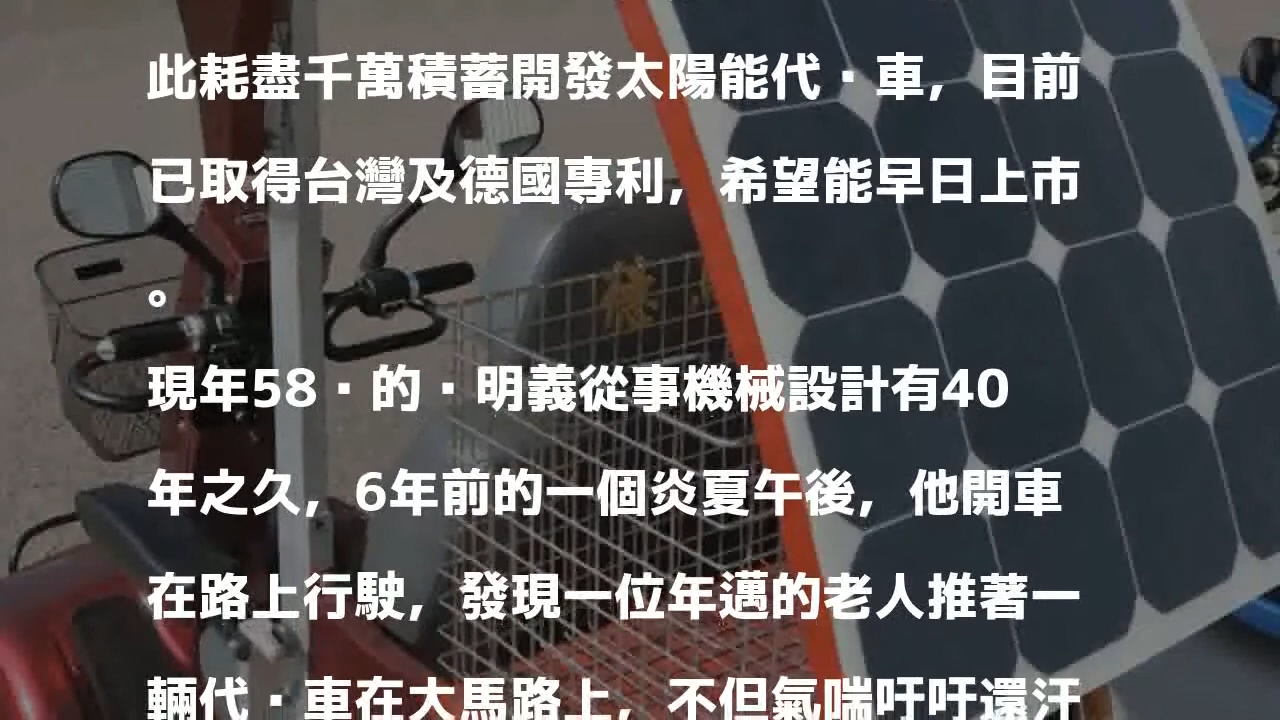 此耗盡千萬積蓄開發太陽能代·車，目前
已取得台灣及德國專利，希望能早日上市
。
現年58·的·明義從事機械設計有40
年之久，6年前的一個炎夏午後，他開車
在路上行駛，發現一位年邁的老人推著一
輛代·車在大馬路上，不但氣喘吁吁還汗